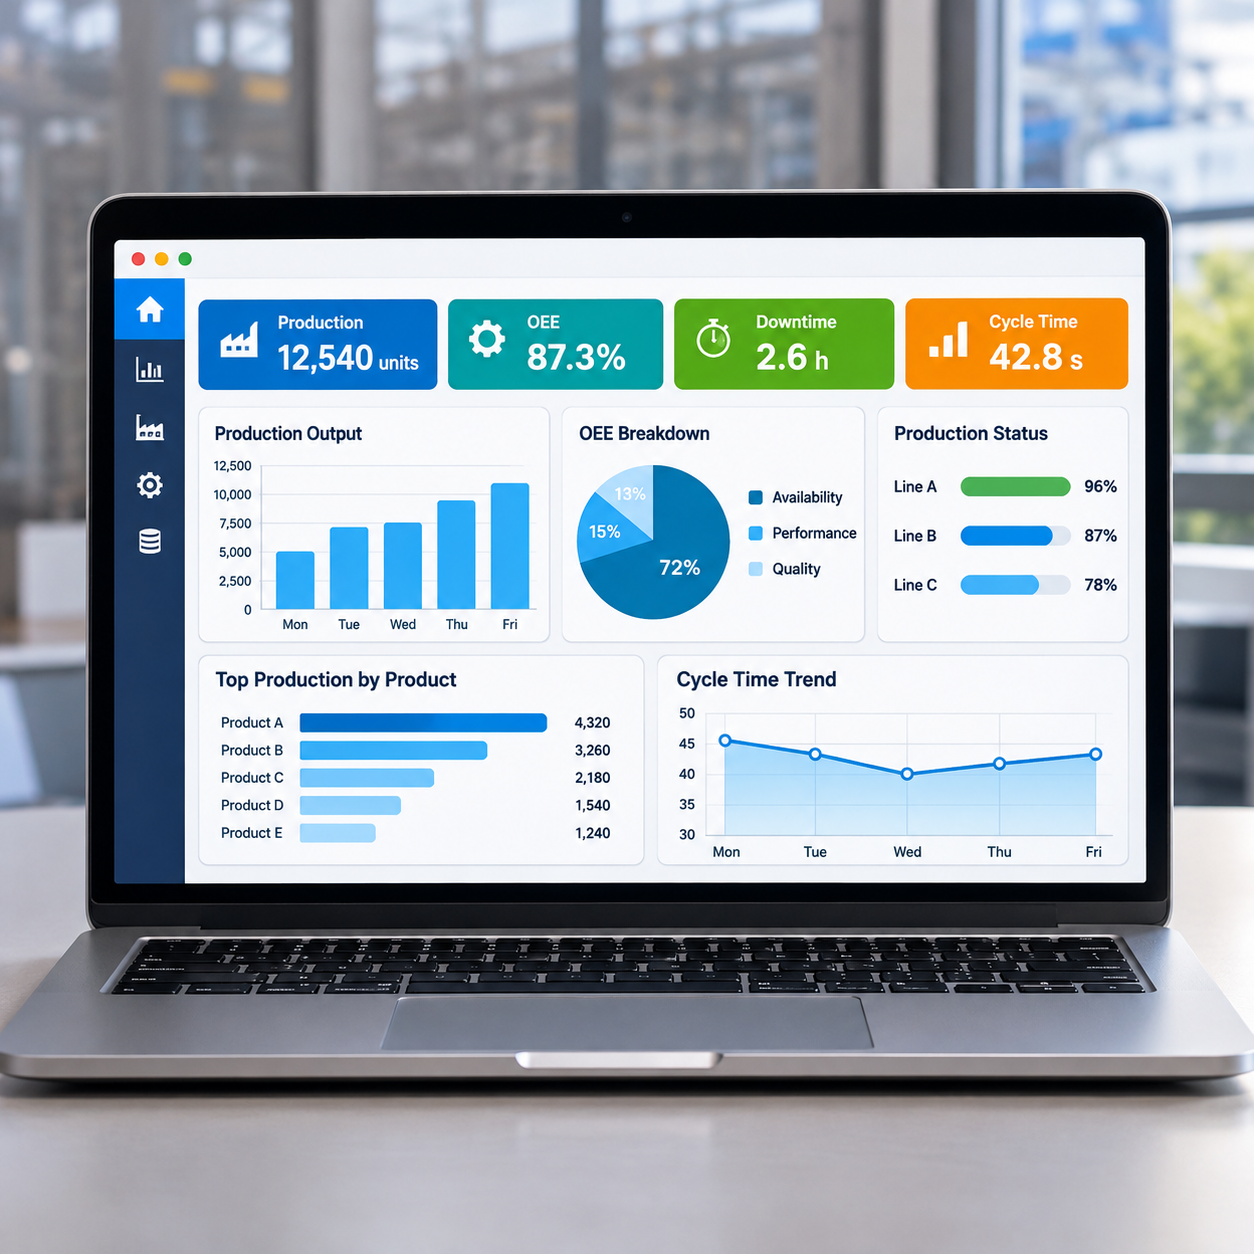 Production
12,540 units
OEE
87.3%
Downtime
2.6 h
Cycle Time
42.8 s
Production Output
12,500
10,000
7,500
5,000
2,500
0
Mon Tue Wed Thu Fri
OEE Breakdown
13%
15%
72%
Availability
Performance
Quality
Production Status
Line A 96%
Line B 87%
Line C 78%
Top Production by Product
Product A 4,320
Product B 3,260
Product C 2,180
Product D 1,540
Product E 1,240
Cycle Time Trend
50
45
40
35
30
Mon Tue Wed Thu Fri